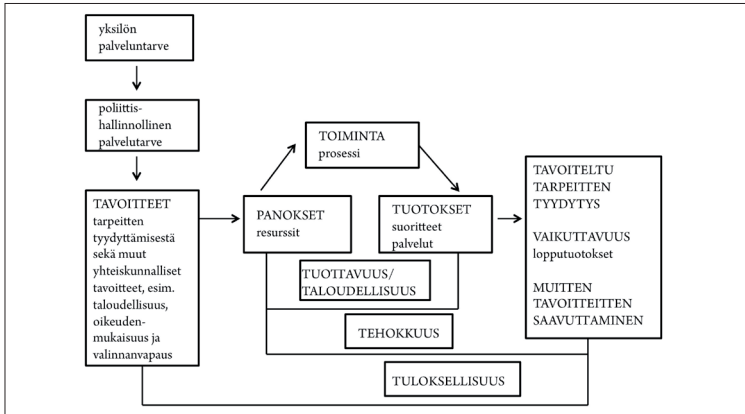 yksilön
palveluntarve
poliittis-
hallinnollinen
palvelutarve
TAVOITTEET
tarpeitten
tyydyttämisestä
sekä muut
yhteiskunnalliset
tavoitteet, esim.
taloudellisuus,
oikeuden-
mukaisuus ja
valinnanvapaus
PANOKSET
resurssit
TOIMINTA
prosessi
TUOTOKSET
suoritteet
palvelut
TAVOITELTU
TARPEITTEN
TYYDYTYS
VAIKUTTAVUUS
lopputuotokset
MUITTEN
TAVOITTEITTEN
SAAVUTTAMINEN
TUOTTAVUUS/
TALOUDELLISUUS
TEHOKKUUS
TULOKSELLISUUS